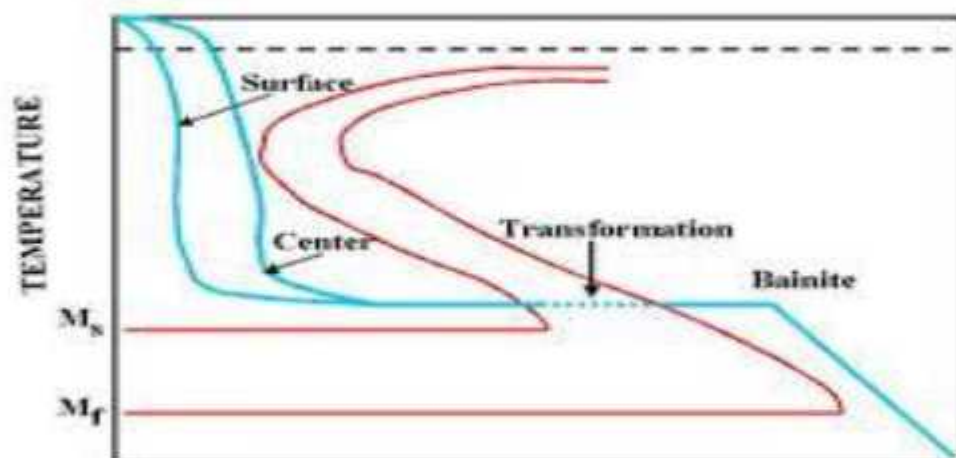 TEMPERATURE
Surface
Center
Transformation
Bainite
Ms
Mf